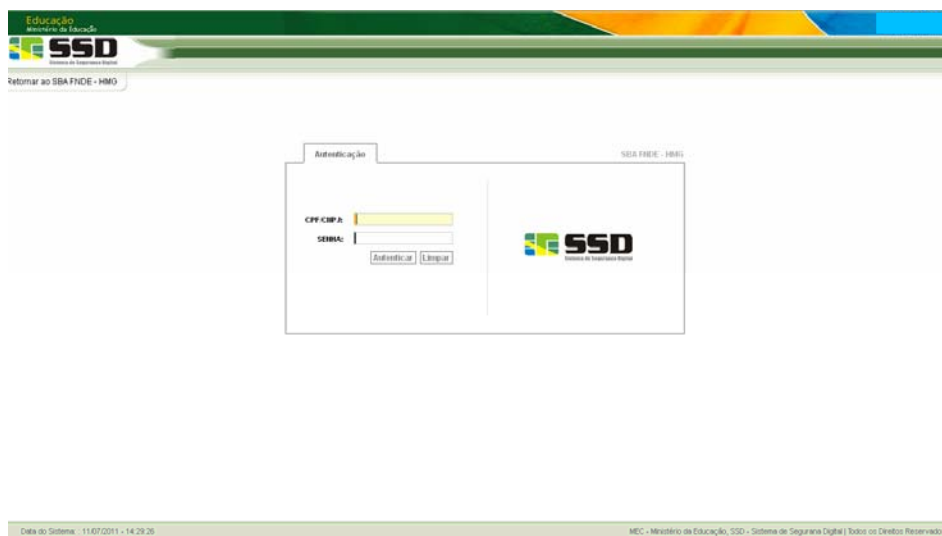 Educação
Ministério da Educação
SSD
Sistema de Segurança Digital
Retornar ao SBA FNDE - HMG
Autenticação
SBA FNDE - HMG
CPF/CNPJ:
SENHA:
Autenticar Limpar
SSD
Sistema de Segurança Digital
Data do Sistema : 11/07/2011 - 14:29:26
MEC - Ministério da Educação, SSD - Sistema de Segurana Digital | Todos os Direitos Reservado